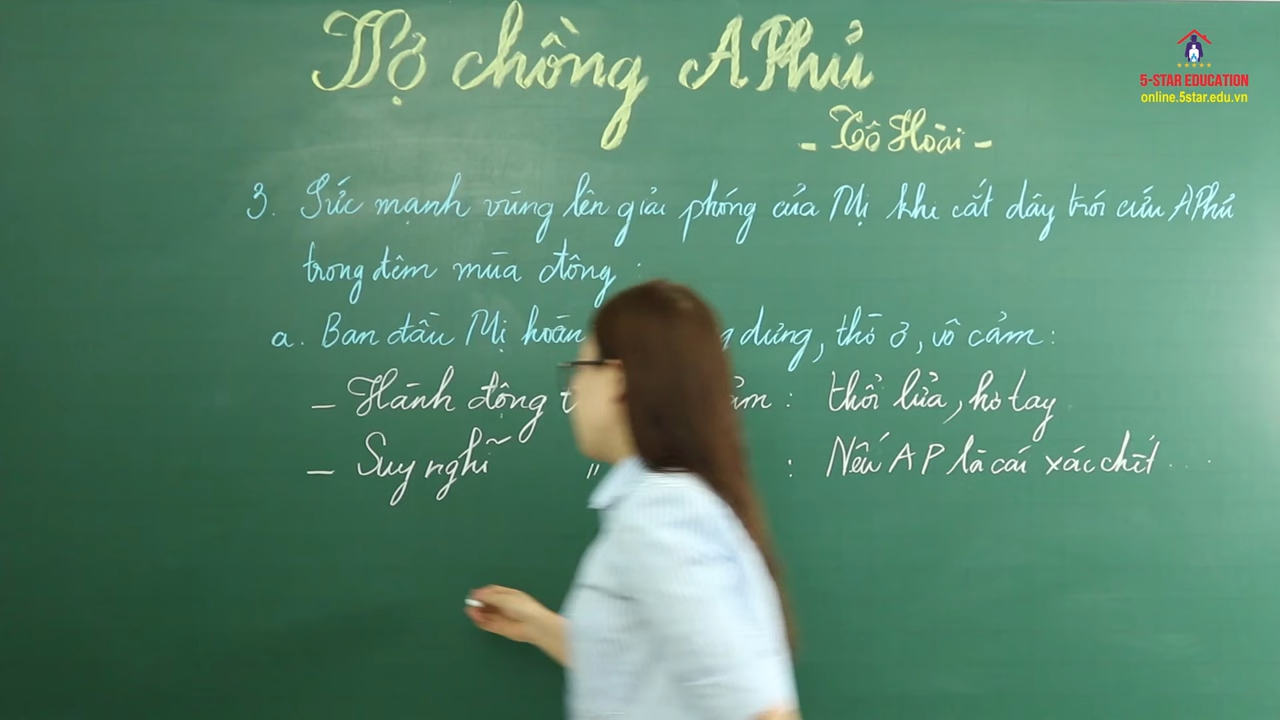 Vợ chồng A Phủ
- Tô Hoài -
5-STAR EDUCATION
online.5star.edu.vn
3. Sức mạnh vùng lên giải phóng của Mị khi cắt dây trói cứu A Phủ
trong đêm mùa đông :
a. Ban đầu Mị hoàn dưng, thờ ơ, vô cảm :
- Hành động : thổi lửa, hơ tay
- Suy nghĩ " : Nếu A P là cái xác chết ...